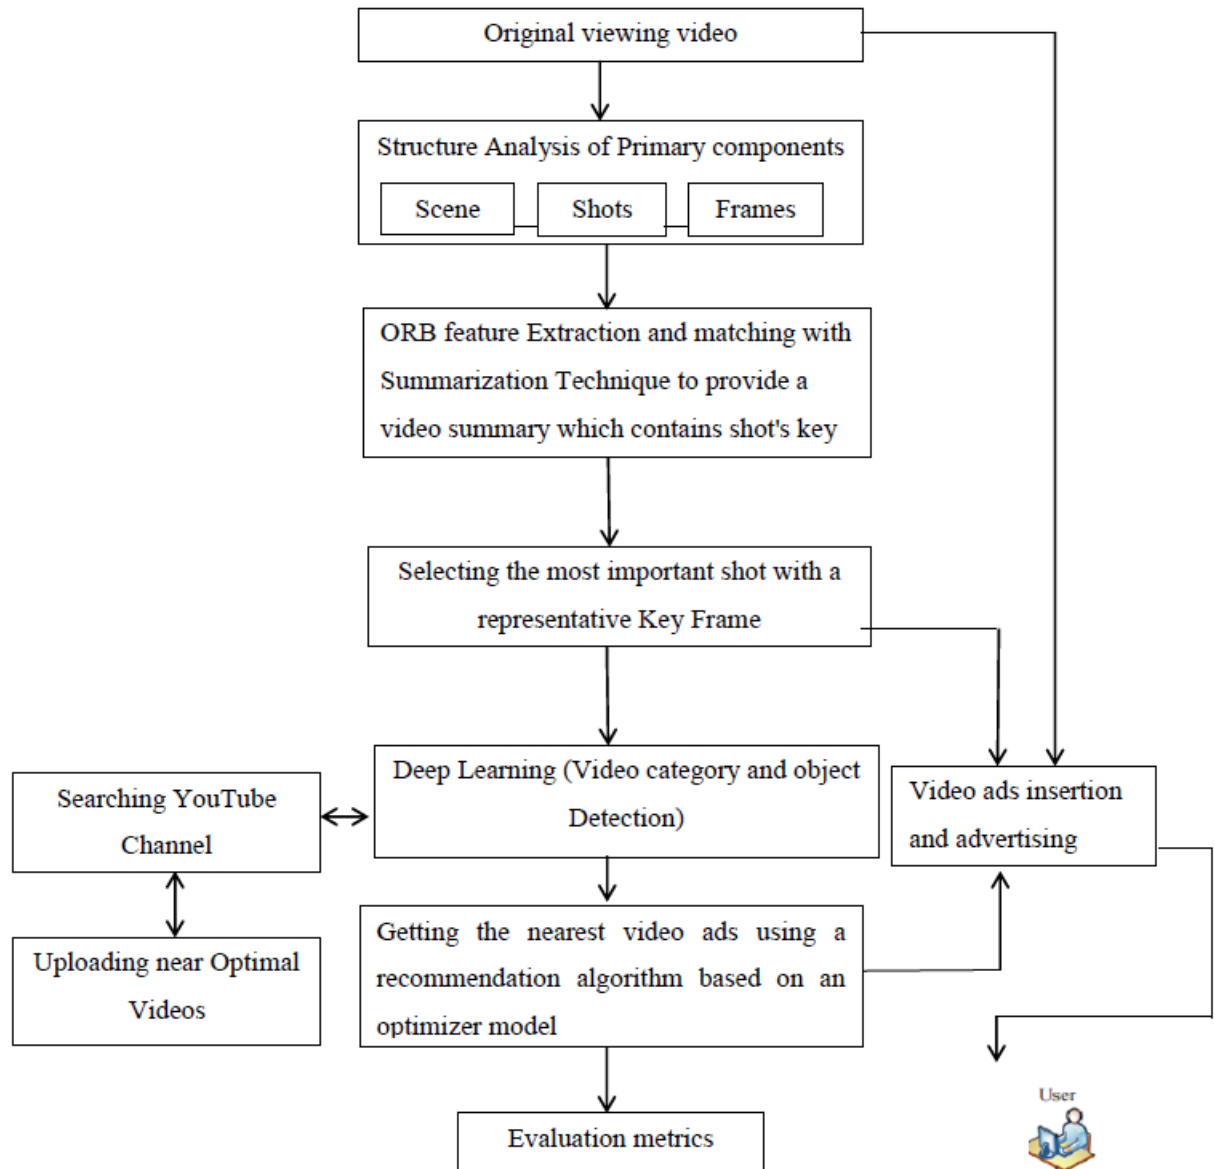 Original viewing video
Structure Analysis of Primary components
Scene
Shots
Frames
ORB feature Extraction and matching with
Summarization Technique to provide a
video summary which contains shot's key
Selecting the most important shot with a
representative Key Frame
Deep Learning (Video category and object
Detection)
Searching YouTube
Channel
Video ads insertion
and advertising
Uploading near Optimal
Videos
Getting the nearest video ads using a
recommendation algorithm based on an
optimizer model
User
Evaluation metrics